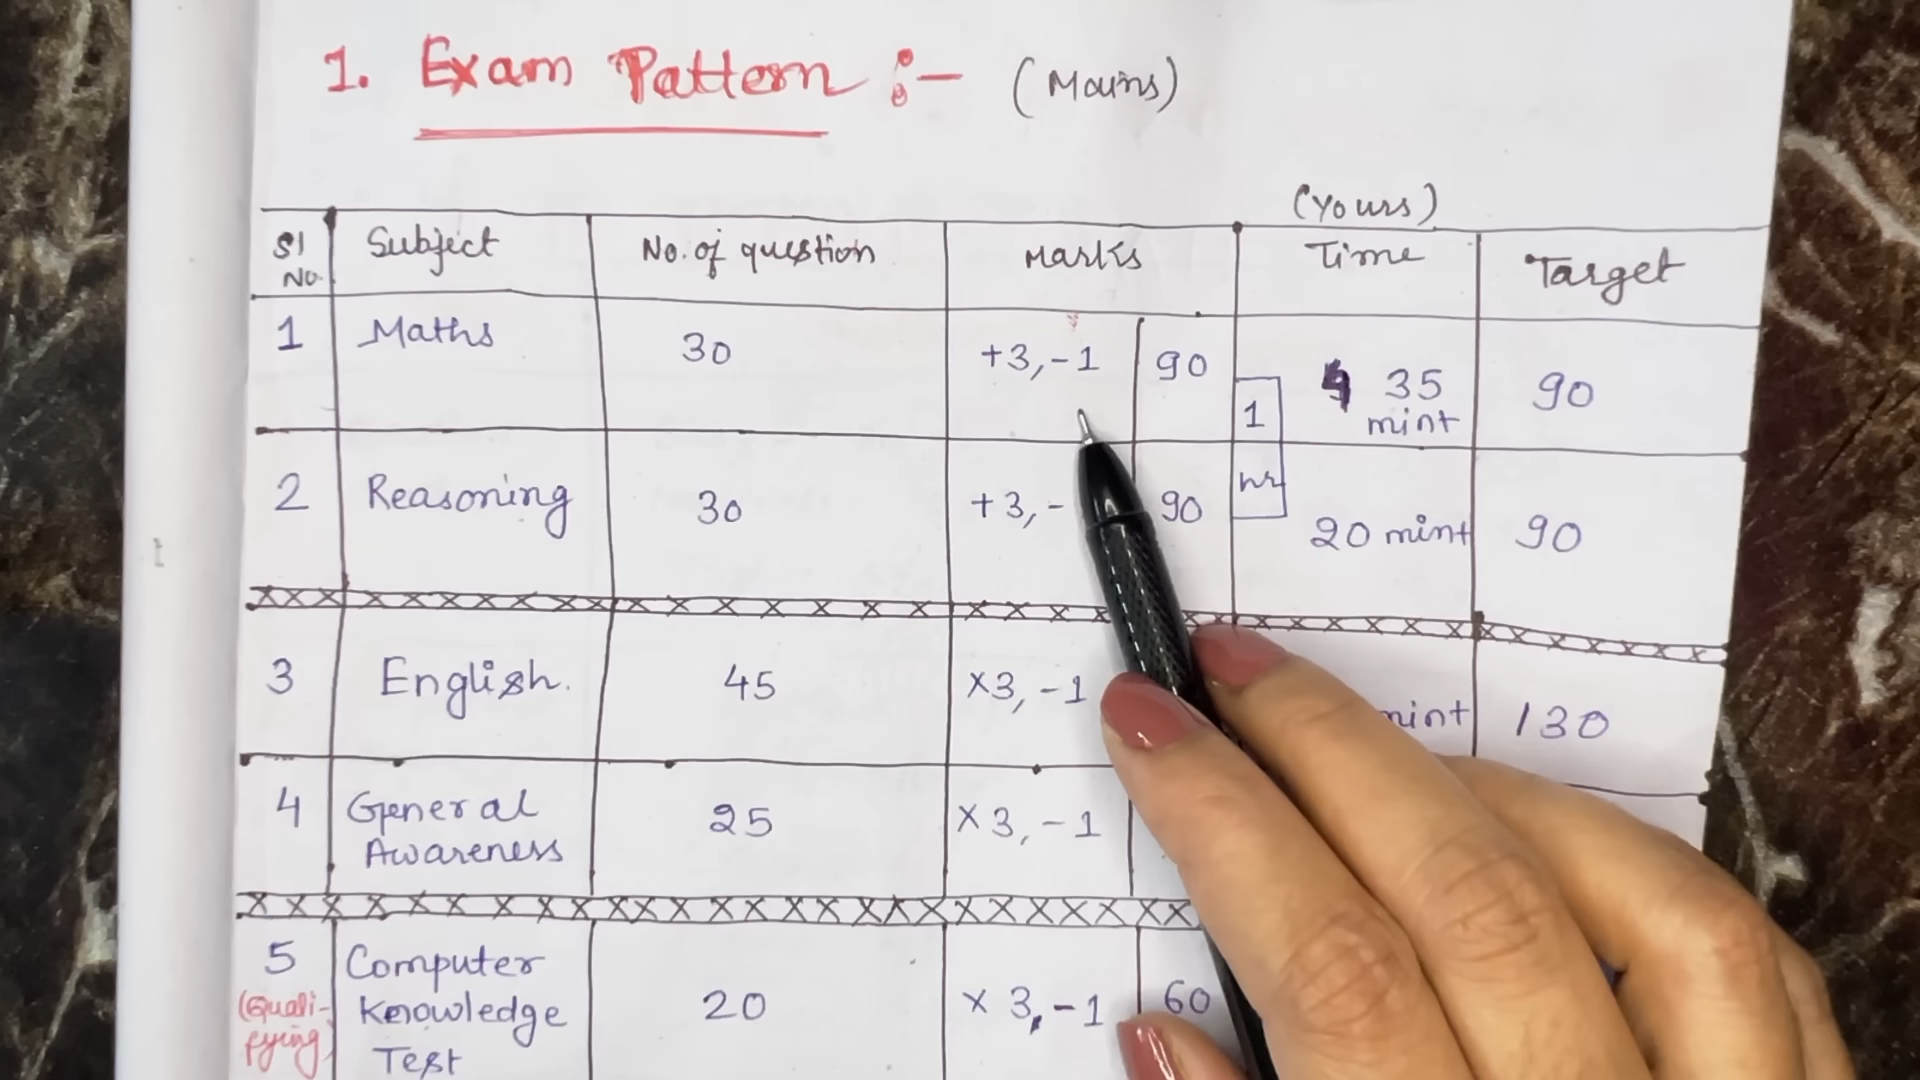 1. Exam Pattern :- (Mains)
(Yours)
Sl No. Subject No. of question Marks Time Target
1 Maths 30 +3, -1 90 1 hr 35 mint 90
2 Reasoning 30 +3, - 90 20 mint 90
3 English. 45 ×3, -1 mint 130
4 General Awareness 25 ×3, -1
5 (Quali-fying) Computer Knowledge Test 20 × 3, -1 60